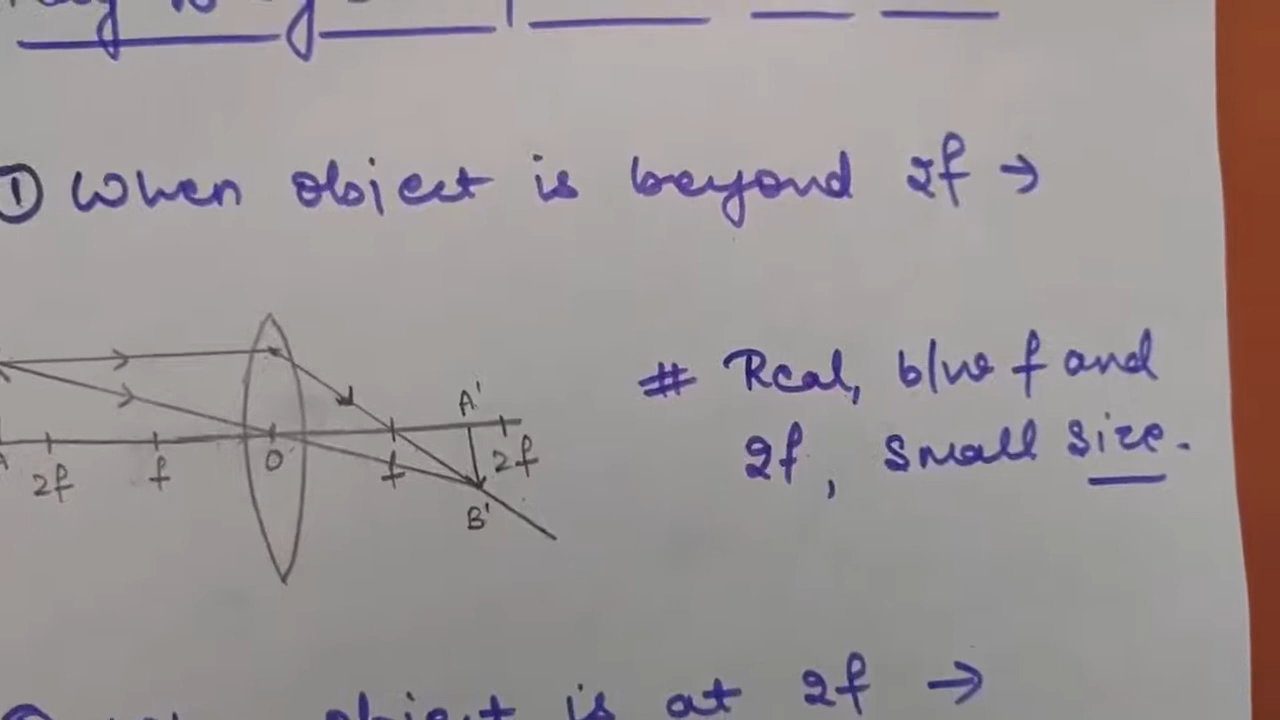 ① When object is beyond 2f →
# Real, b/w f and
2f, small size.
A'
A 2f f O f 2f
B'
object is at 2f →